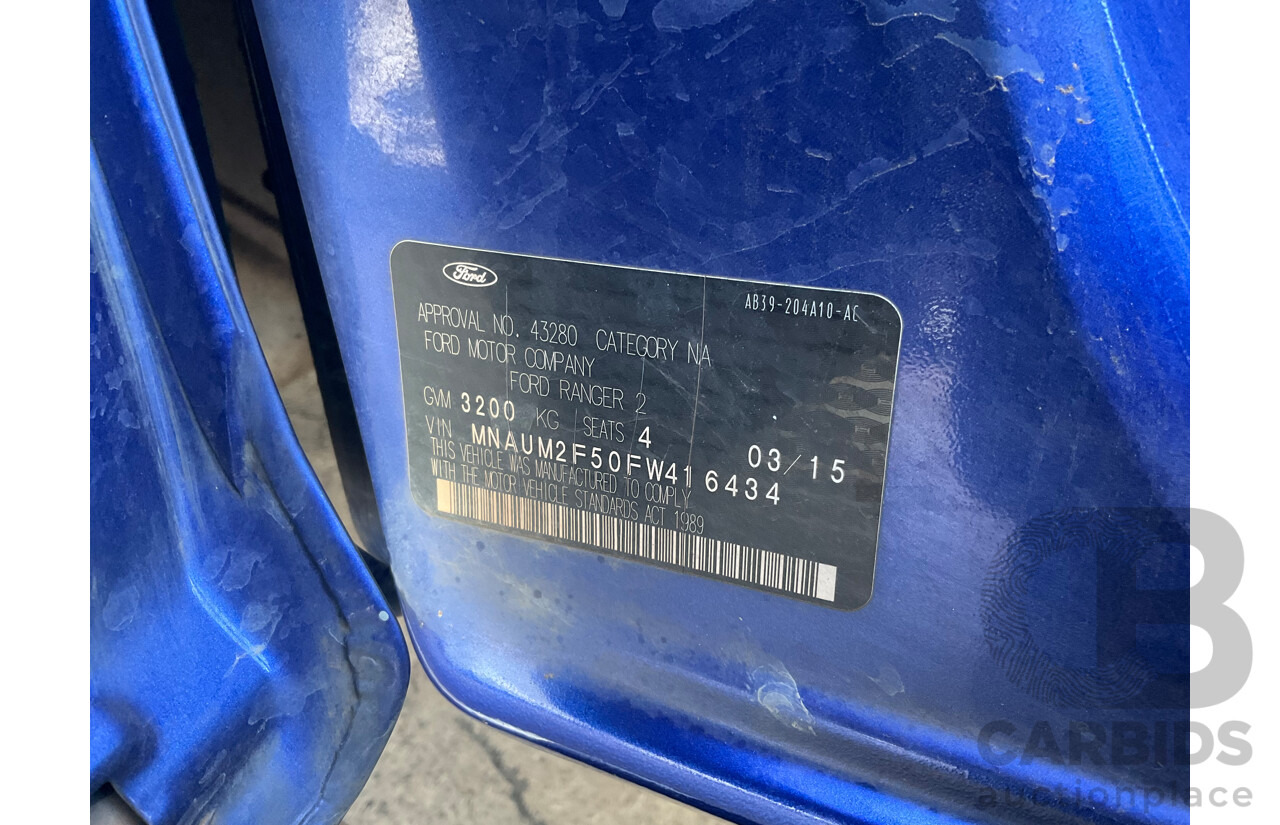 Ford
AB39-204A10-AE
APPROVAL NO. 43280 CATEGORY NA
FORD MOTOR COMPANY
FORD RANGER 2
GVM 3200 KG SEATS 4
03/15
VIN MNAUM2F50FW416434
THIS VEHICLE WAS MANUFACTURED TO COMPLY
WITH THE MOTOR VEHICLE STANDARDS ACT 1989
CB
CARBIDS
auctionplace